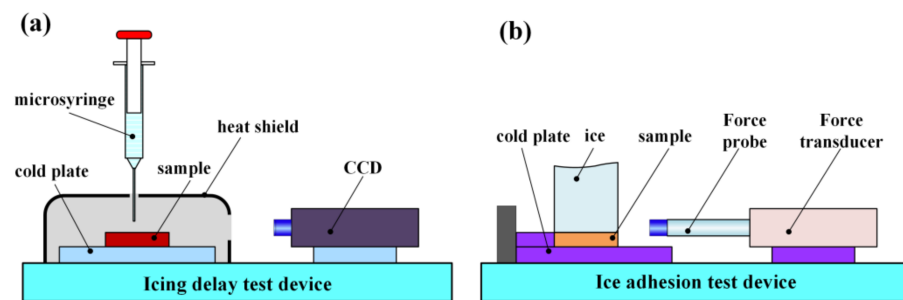 (a)
microsyringe
heat shield
cold plate
sample
CCD
Icing delay test device
(b)
cold plate
ice
sample
Force
probe
Force
transducer
Ice adhesion test device